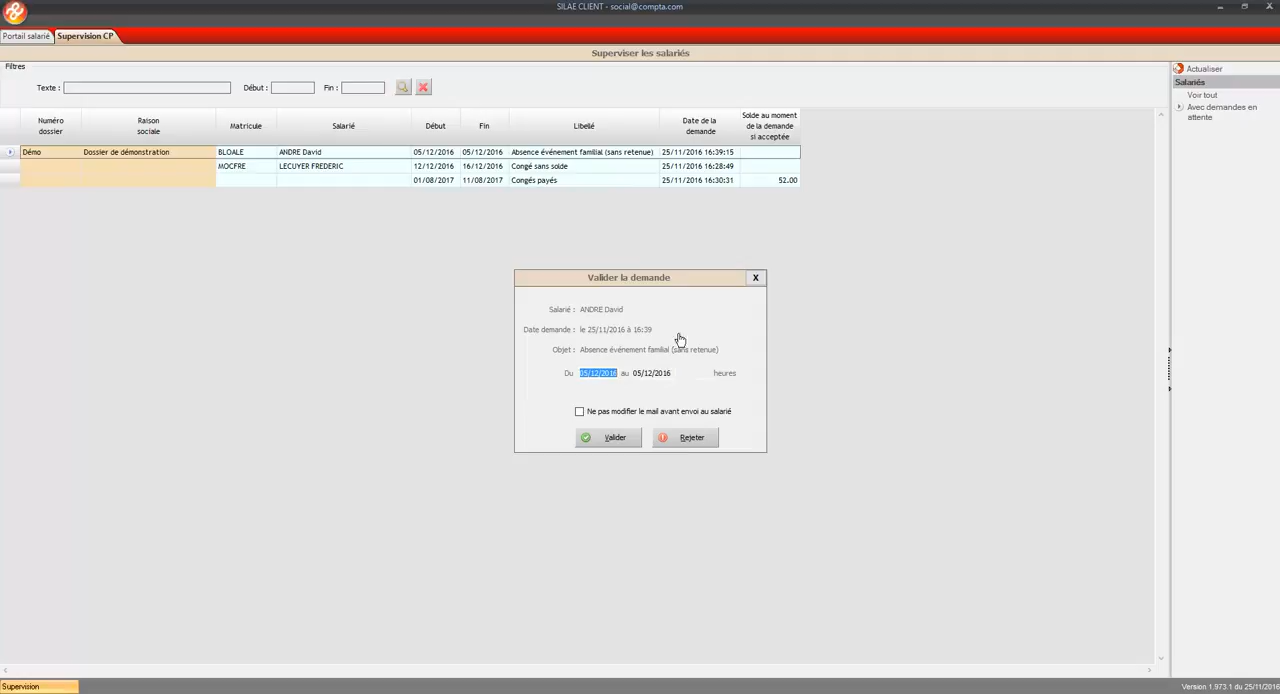 SILAE CLIENT - social@compta.com
Portail salarié Supervision CP
Superviser les salariés
Filtres
Texte : Début : Fin :
Numéro dossier Raison sociale Matricule Salarié Début Fin Libellé Date de la demande Solde au moment de la demande si acceptée
Démo Dossier de démonstration BLOALE ANDRE David 05/12/2016 05/12/2016 Absence événement familial (sans retenue) 25/11/2016 16:39:15
MOCFRE LECUYER FREDERIC 12/12/2016 16/12/2016 Congé sans solde 25/11/2016 16:28:49
01/08/2017 11/08/2017 Congés payés 25/11/2016 16:30:31 52.00
Actualiser
Salariés
Voir tout
Avec demandes en
attente
Valider la demande X
Salarié : ANDRE David
Date demande : le 25/11/2016 à 16:39
Objet : Absence événement familial (sans retenue)
Du 05/12/2016 au 05/12/2016 heures
Ne pas modifier le mail avant envoi au salarié
Valider Rejeter
Supervision
Version 1.973.1 du 25/11/2016